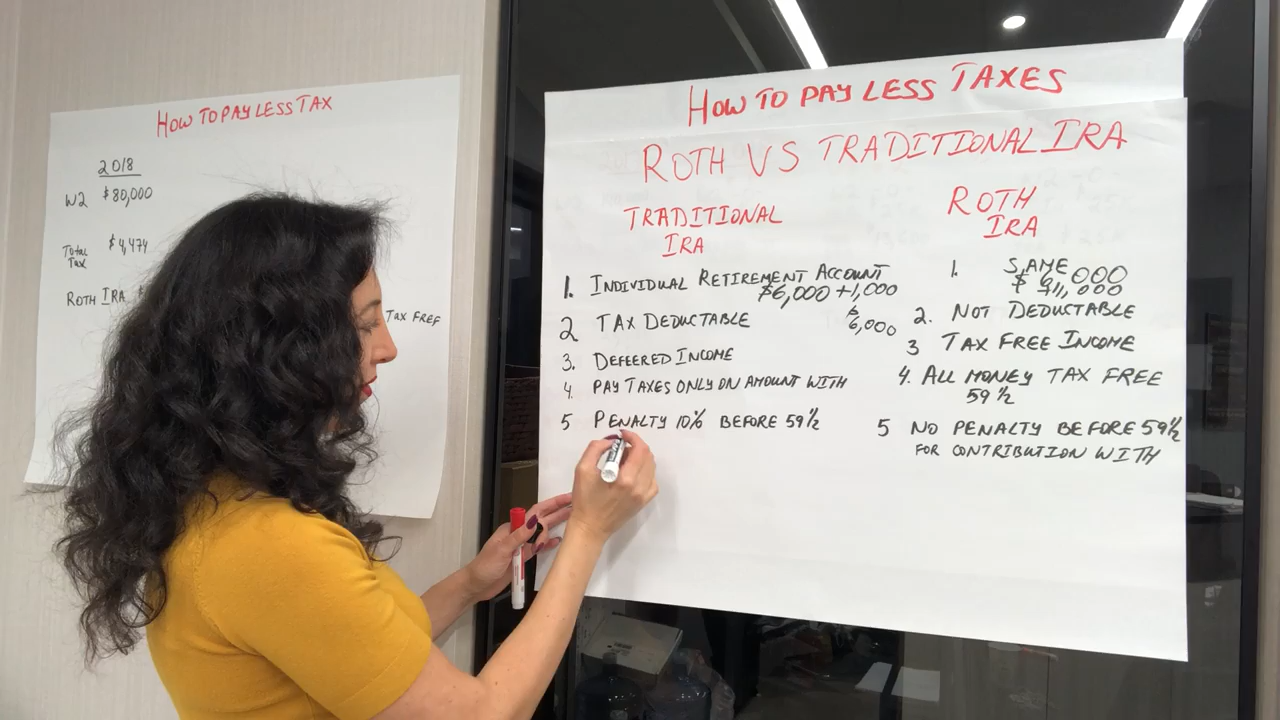 HOW TO PAY LESS TAX
2018
W2 $80,000
Total Tax $4,474
ROTH IRA $
TAX FREE
HOW TO PAY LESS TAXES
ROTH VS TRADITIONAL IRA
TRADITIONAL
IRA
1. INDIVIDUAL RETIREMENT ACCOUNT
$6,000 +1,000
2 TAX DEDUCTABLE
$6,000
3. DEFEERED INCOME
4. PAY TAXES ONLY ON AMOUNT WITH
5 PENALTY 10% BEFORE 59 1/2
ROTH
IRA
1. SAME
$ 6,000
2. NOT DEDUCTABLE
3 TAX FREE INCOME
4. ALL MONEY TAX FREE
59 1/2
5 NO PENALTY BEFORE 59 1/2
FOR CONTRIBUTION WITH